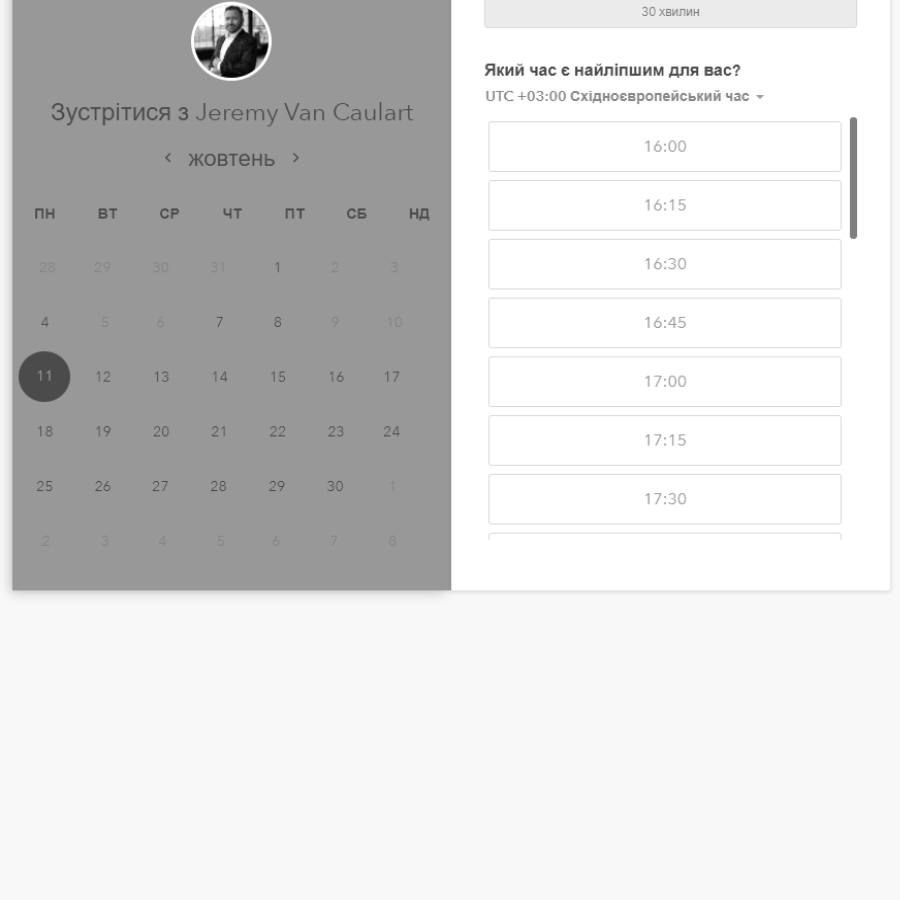 Зустрітися з Jeremy Van Caulart
< жовтень >
ПН ВТ СР ЧТ ПТ СБ НД
28 29 30 31 1 2 3
4 5 6 7 8 9 10
11 12 13 14 15 16 17
18 19 20 21 22 23 24
25 26 27 28 29 30 1
2 3 4 5 6 7 8
30 хвилин
Який час є найліпшим для вас?
UTC +03:00 Східноєвропейський час
16:00
16:15
16:30
16:45
17:00
17:15
17:30